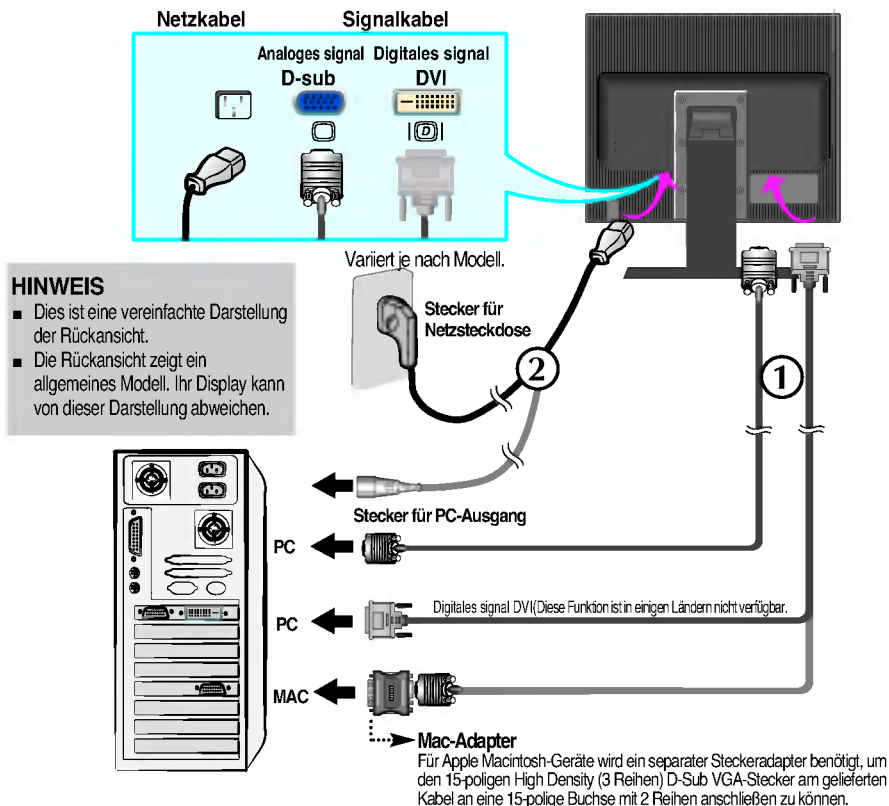 Netzkabel
Signalkabel
Analoges signal
D-sub
Digitales signal
DVI
D
Variiert je nach Modell.
HINWEIS
■ Dies ist eine vereinfachte Darstellung
der Rückansicht.
■ Die Rückansicht zeigt ein
allgemeines Modell. Ihr Display kann
von dieser Darstellung abweichen.
Stecker für
Netzsteckdose
2
1
Stecker für PC-Ausgang
PC
Digitales signal DVI(Diese Funktion ist in einigen Ländern nicht verfügbar.
PC
MAC
Mac-Adapter
Für Apple Macintosh-Geräte wird ein separater Steckeradapter benötigt, um
den 15-poligen High Density (3 Reihen) D-Sub VGA-Stecker am gelieferten
Kabel an eine 15-polige Buchse mit 2 Reihen anschließen zu können.